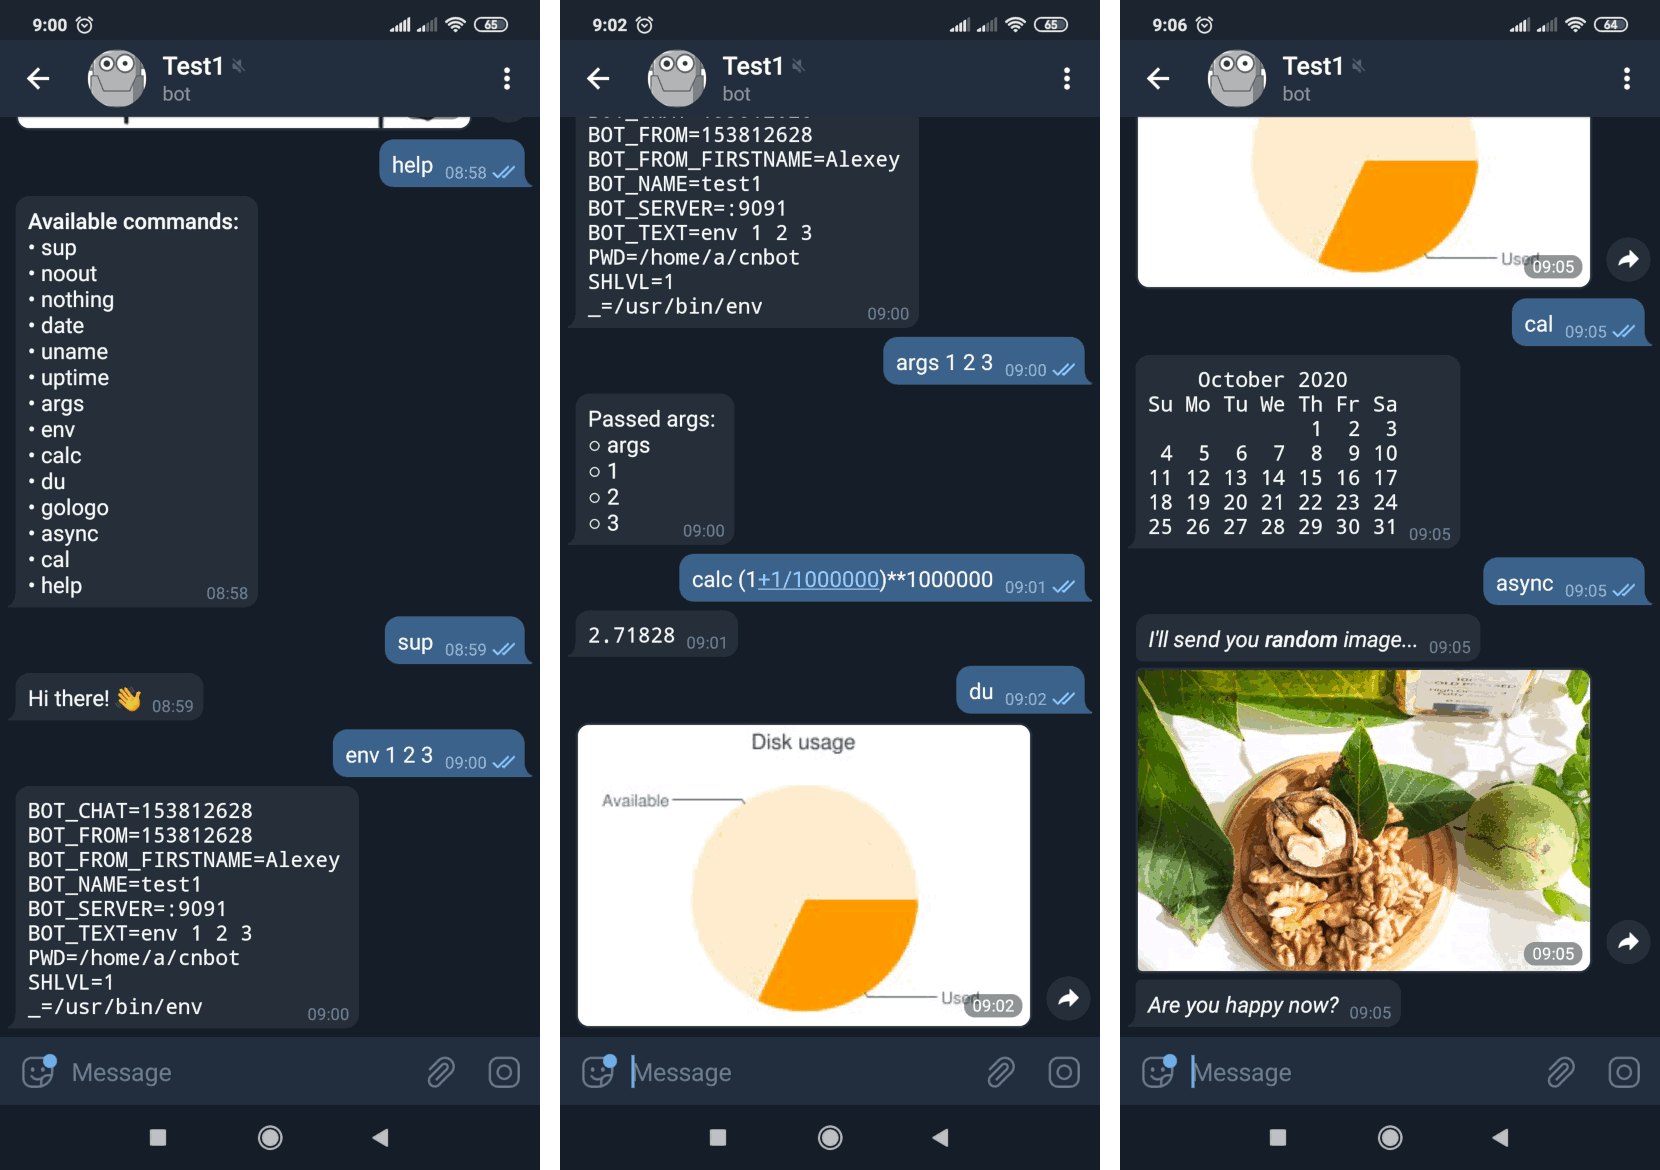 9:00
65
Test1
bot
help 08:58
Available commands:
• sup
• noout
• nothing
• date
• uname
• uptime
• args
• env
• calc
• du
• gologo
• async
• cal
• help
08:58
sup 08:59
Hi there! 👋 08:59
env 1 2 3 09:00
BOT_CHAT=153812628
BOT_FROM=153812628
BOT_FROM_FIRSTNAME=Alexey
BOT_NAME=test1
BOT_SERVER=:9091
BOT_TEXT=env 1 2 3
PWD=/home/a/cnbot
SHLVL=1
_=/usr/bin/env
09:00
Message
9:02
65
Test1
bot
BOT_FROM=153812628
BOT_FROM_FIRSTNAME=Alexey
BOT_NAME=test1
BOT_SERVER=:9091
BOT_TEXT=env 1 2 3
PWD=/home/a/cnbot
SHLVL=1
_=/usr/bin/env
09:00
args 1 2 3 09:00
Passed args:
○ args
○ 1
○ 2
○ 3
09:00
calc (1+1/1000000)**1000000 09:01
2.71828 09:01
du 09:02
Disk usage
Available
Used
09:02
Message
9:06
64
Test1
bot
Used
09:05
cal 09:05
October 2020
Su Mo Tu We Th Fr Sa
1 2 3
4 5 6 7 8 9 10
11 12 13 14 15 16 17
18 19 20 21 22 23 24
25 26 27 28 29 30 31
09:05
async 09:05
I'll send you random image... 09:05
09:05
Are you happy now? 09:05
Message